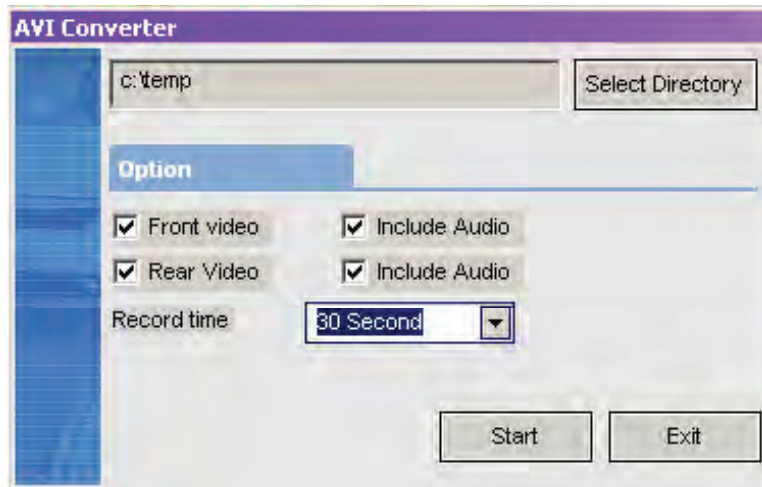 AVI Converter
c:\temp
Select Directory
Option
Front video
Include Audio
Rear Video
Include Audio
Record time
30 Second
Start
Exit